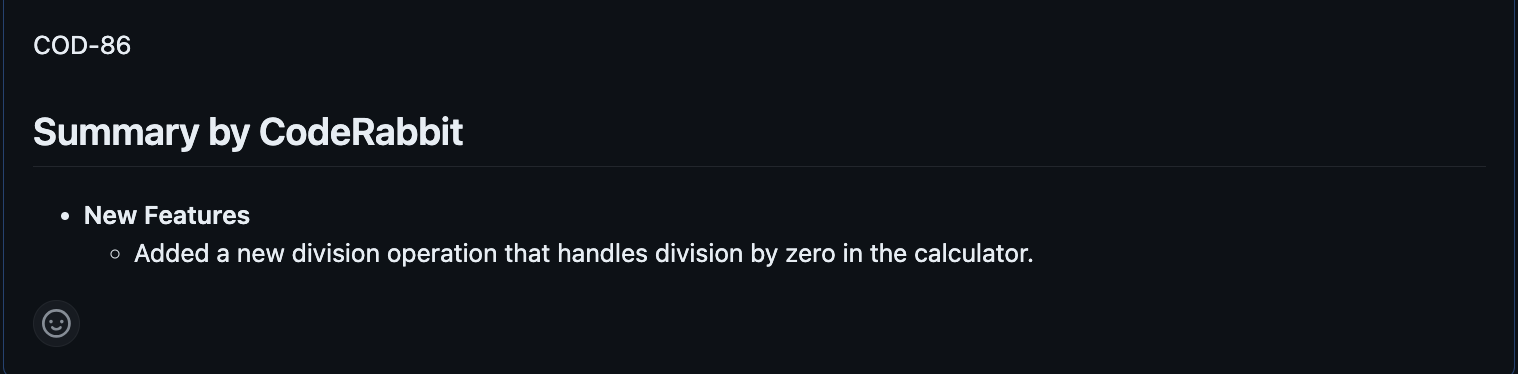 COD-86
Summary by CodeRabbit
New Features
Added a new division operation that handles division by zero in the calculator.